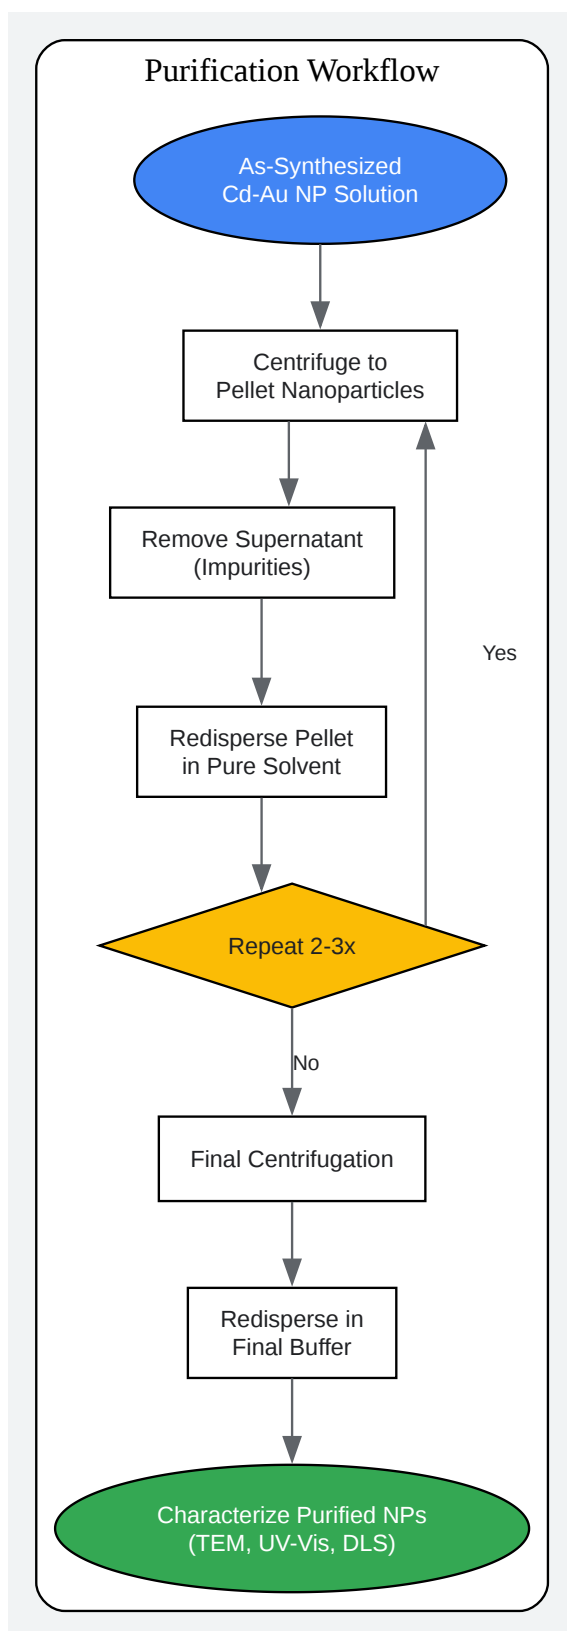 Purification Workflow
As-Synthesized
Cd-Au NP Solution
Centrifuge to
Pellet Nanoparticles
Remove Supernatant
(Impurities)
Yes
Redisperse Pellet
in Pure Solvent
Repeat 2-3x
No
Final Centrifugation
Redisperse in
Final Buffer
Characterize Purified NPs
(TEM, UV-Vis, DLS)